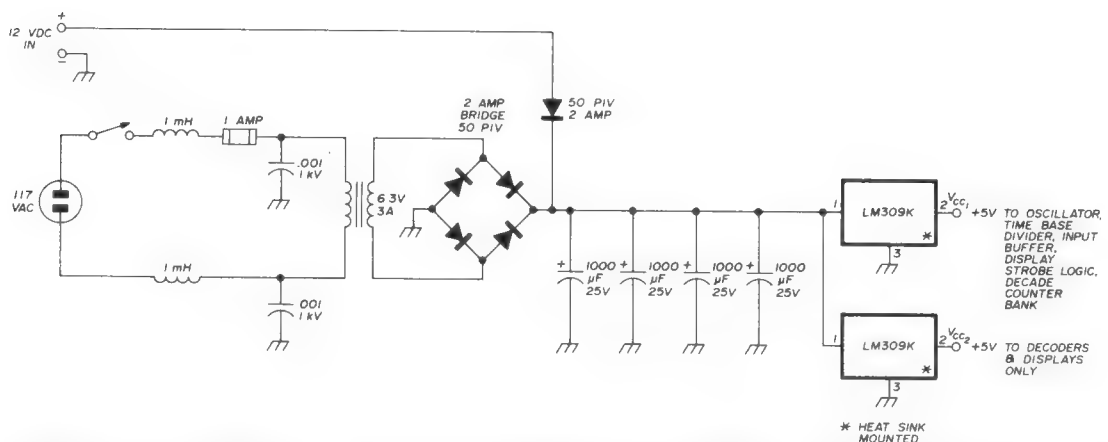 12 VDC
IN
+
−
1 mH
1 AMP
.001
1 kV
117
VAC
1 mH
.001
1 kV
6.3V
3A
2 AMP
BRIDGE
50 PIV
50 PIV
2 AMP
+
1000
µF
25V
+
1000
µF
25V
+
1000
µF
25V
+
1000
µF
25V
1
LM309K
*
3
2
VCC1
+5V
TO OSCILLATOR,
TIME BASE
DIVIDER, INPUT
BUFFER,
DISPLAY
STROBE LOGIC,
DECADE
COUNTER
BANK
1
LM309K
*
3
2
VCC2
+5V
TO DECODERS
& DISPLAYS
ONLY
* HEAT SINK
MOUNTED